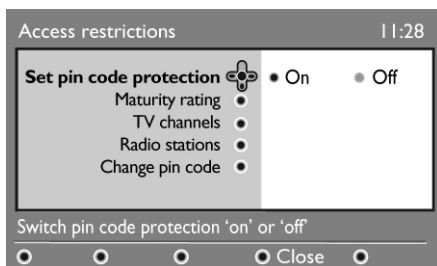 Access restrictions 11:28
Set pin code protection On Off
Maturity rating
TV channels
Radio stations
Change pin code
Switch pin code protection ‘on’ or ‘off’
Close